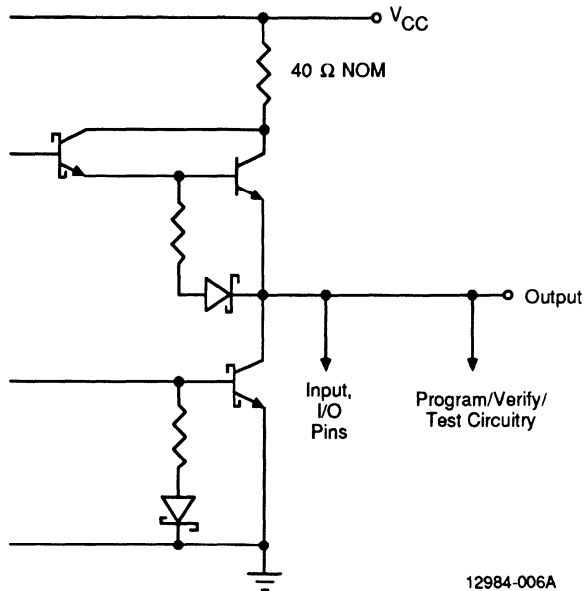 V_CC
40 Ω NOM
Output
Input,
I/O
Pins
Program/Verify/
Test Circuitry
12984-006A